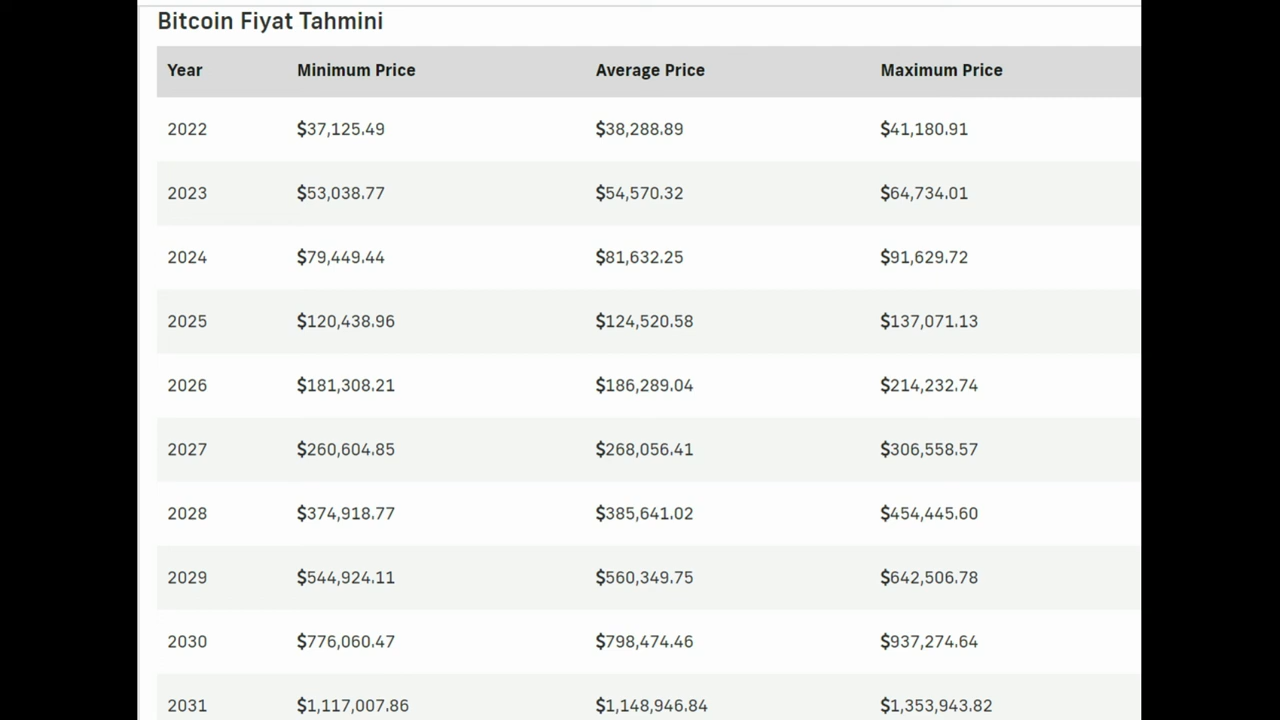 Bitcoin Fiyat Tahmini
Year Minimum Price Average Price Maximum Price
2022 $37,125.49 $38,288.89 $41,180.91
2023 $53,038.77 $54,570.32 $64,734.01
2024 $79,449.44 $81,632.25 $91,629.72
2025 $120,438.96 $124,520.58 $137,071.13
2026 $181,308.21 $186,289.04 $214,232.74
2027 $260,604.85 $268,056.41 $306,558.57
2028 $374,918.77 $385,641.02 $454,445.60
2029 $544,924.11 $560,349.75 $642,506.78
2030 $776,060.47 $798,474.46 $937,274.64
2031 $1,117,007.86 $1,148,946.84 $1,353,943.82